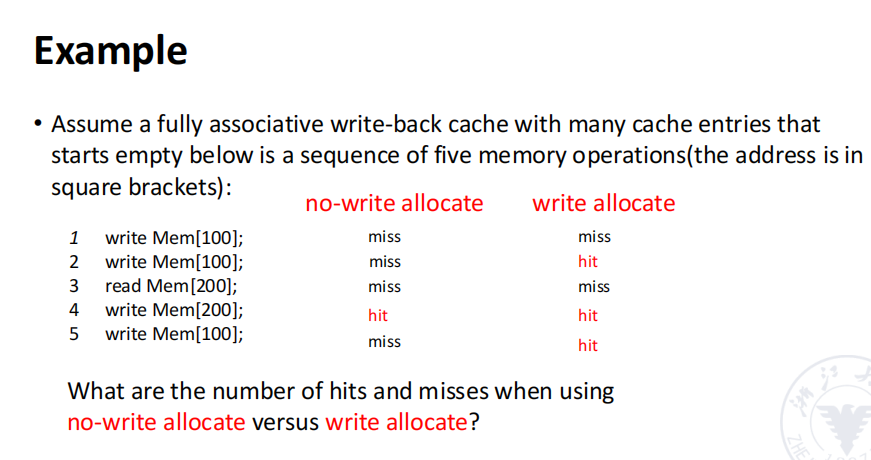 Example
• Assume a fully associative write-back cache with many cache entries that
starts empty below is a sequence of five memory operations(the address is in
square brackets):
no-write allocate write allocate
1 write Mem[100]; miss miss
2 write Mem[100]; miss hit
3 read Mem[200]; miss miss
4 write Mem[200]; hit hit
5 write Mem[100]; miss hit
What are the number of hits and misses when using
no-write allocate versus write allocate?